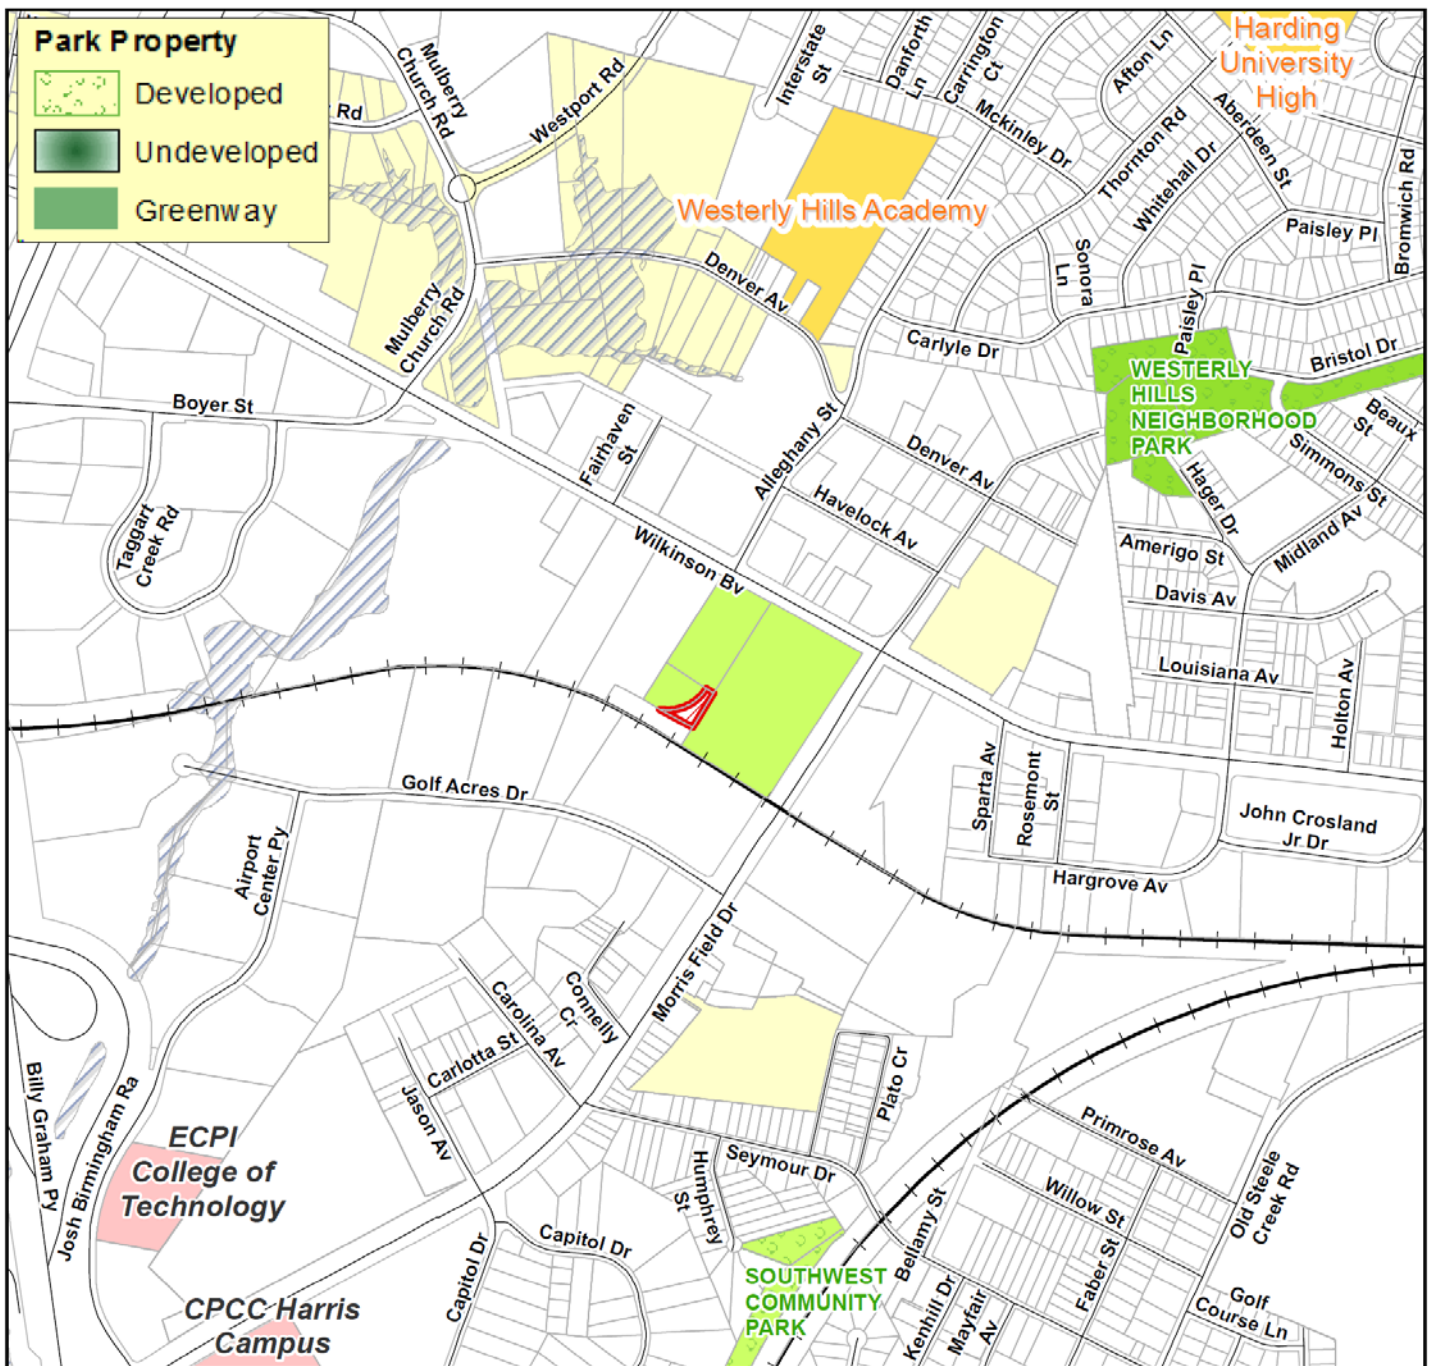 Park Property
Developed
Undeveloped
Greenway
Rd
Mulberry
Church Rd
Westport Rd
Interstate
St
Danforth
Ln
Carrington
Ct
Mckinley Dr
Afton Ln
Harding
University
High
Aberdeen St
Thornton Rd
Whitehall Dr
Bromwich Rd
Paisley Pl
Westerly Hills Academy
Sonora
Ln
Denver Av
Mulberry
Church Rd
Carlyle Dr
Paisley Pl
Bristol Dr
WESTERLY
HILLS
NEIGHBORHOOD
PARK
Beaux
St
Simmons St
Boyer St
Fairhaven
St
Alleghany St
Denver Av
Hager Dr
Midland Av
Havelock Av
Taggart
Creek Rd
Wilkinson Bv
Amerigo St
Davis Av
Louisiana Av
Holton Av
Golf Acres Dr
Sparta Av
Rosemont
St
John Crosland
Jr Dr
Hargrove Av
Airport
Center Py
Morris Field Dr
Connelly
Cr
Carolina Av
Carlotta St
Jason Av
Plato Cr
Billy Graham Py
Josh Birmingham Ra
ECPI
College of
Technology
Seymour Dr
Humphrey
St
Primrose Av
Willow St
Old Steele
Creek Rd
Bellamy St
Faber St
Capitol Dr
Capitol Dr
SOUTHWEST
COMMUNITY
PARK
Kenhill Dr
Mayfair
Av
Golf
Course Ln
CPCC Harris
Campus